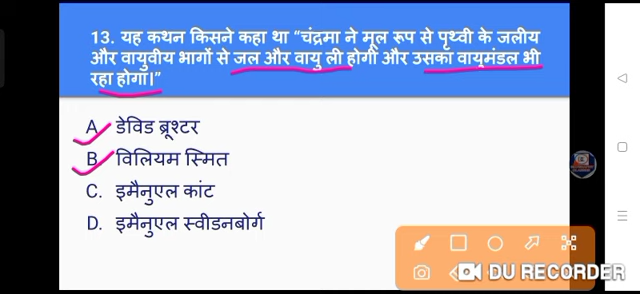 13. यह कथन किसने कहा था “चंद्रमा ने मूल रूप से पृथ्वी के जलीय
और वायुवीय भागों से जल और वायु ली होगी और उसका वायुमंडल भी
रहा होगा।”
A. डेविड ब्रूश्टर
B. विलियम स्मित
C. इमैनुएल कांट
D. इमैनुएल स्वीडनबोर्ग
DU RECORDER